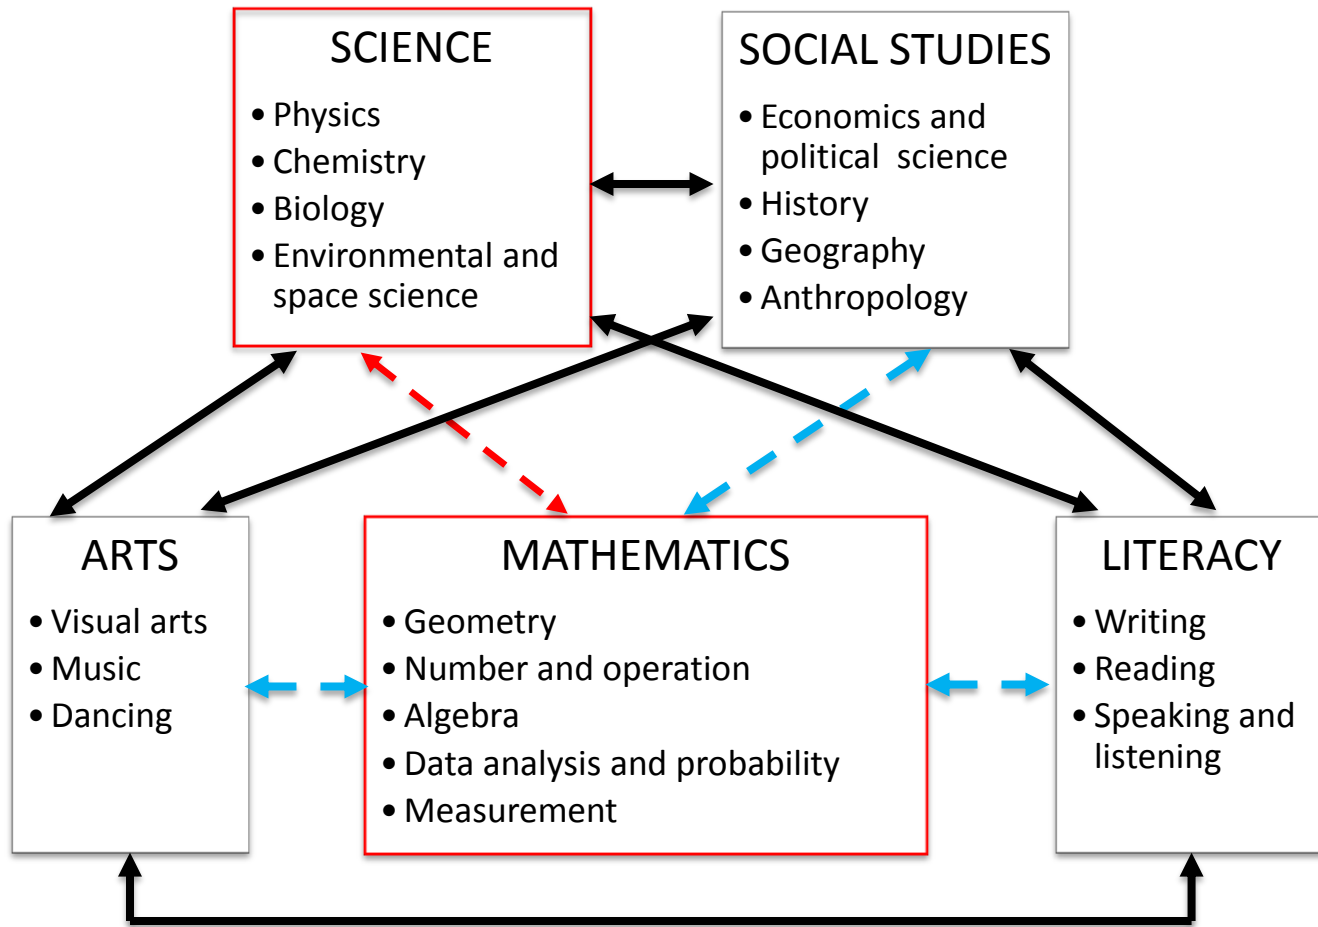 SCIENCE
• Physics
• Chemistry
• Biology
• Environmental and
space science
SOCIAL STUDIES
• Economics and
political  science
• History
• Geography
• Anthropology
ARTS
• Visual arts
• Music
• Dancing
MATHEMATICS
• Geometry
• Number and operation
• Algebra
• Data analysis and probability
• Measurement
LITERACY
• Writing
• Reading
• Speaking and
listening